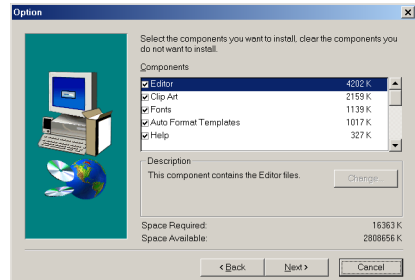 Option
Select the components you want to install, clear the components you
do not want to install.
Components
Editor 4202 K
Clip Art 2159 K
Fonts 1139 K
Auto Format Templates 1017 K
Help 327 K
Description
This component contains the Editor files.
Change...
Space Required: 16363 K
Space Available: 2808656 K
< Back Next > Cancel